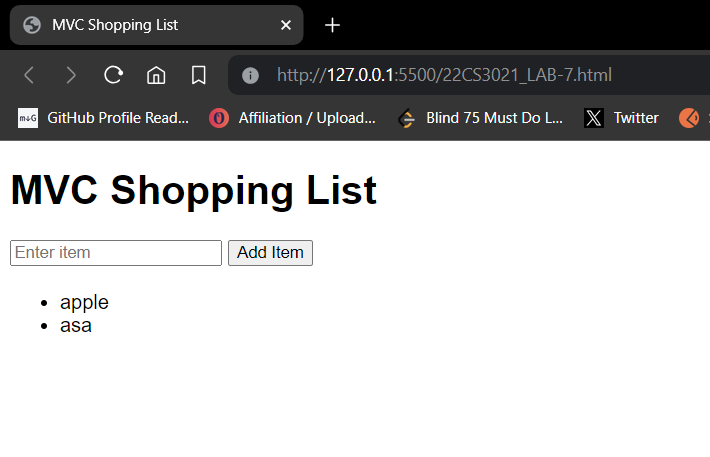 MVC Shopping List
http://127.0.0.1:5500/22CS3021_LAB-7.html
m↓G GitHub Profile Read... Affiliation / Upload... Blind 75 Must Do L... Twitter
MVC Shopping List
Enter item Add Item
• apple
• asa